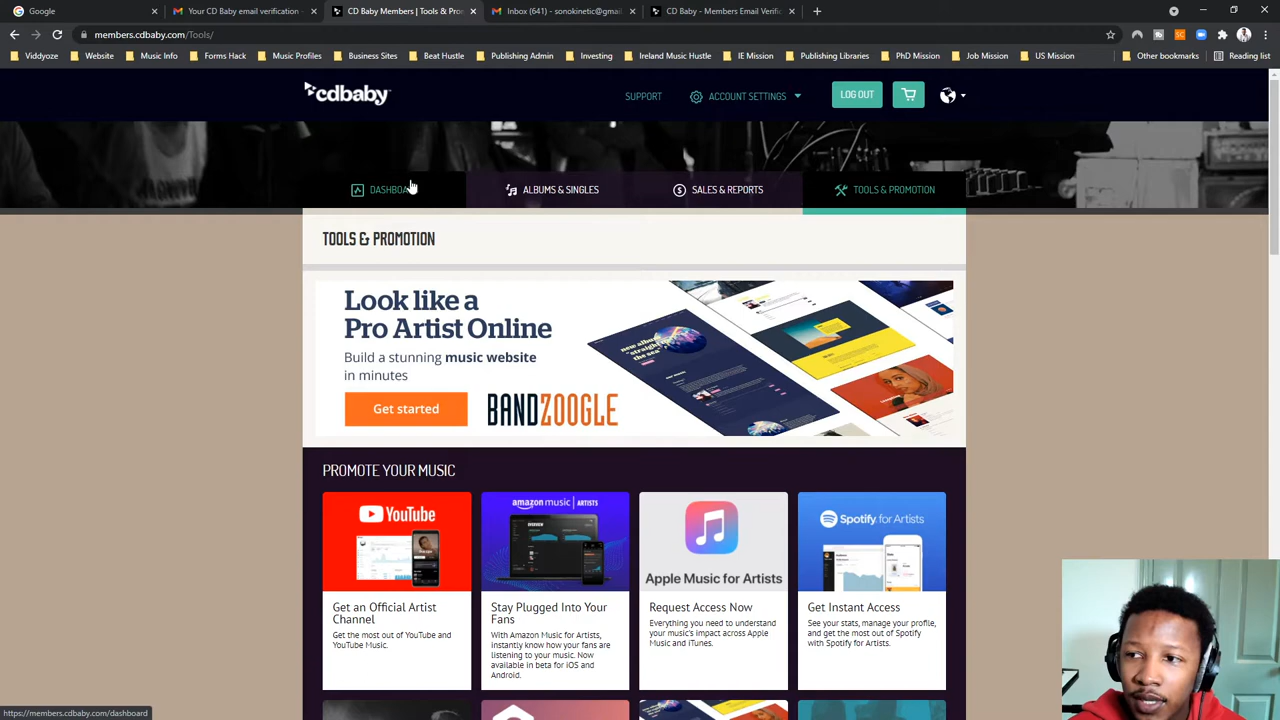 Google
Your CD Baby email verification -
CD Baby Members | Tools & Pro
Inbox (641) - sonokinetic@gmail.
CD Baby - Members Email Verific
members.cdbaby.com/Tools/
Viddyoze
Website
Music Info
Forms Hack
Music Profiles
Business Sites
Beat Hustle
Publishing Admin
Investing
Ireland Music Hustle
IE Mission
Publishing Libraries
PhD Mission
Job Mission
US Mission
Other bookmarks
Reading list
cdbaby
SUPPORT
ACCOUNT SETTINGS
LOG OUT
DASHBOA
ALBUMS & SINGLES
SALES & REPORTS
TOOLS & PROMOTION
TOOLS & PROMOTION
Look like a
Pro Artist Online
Build a stunning music website
in minutes
Get started
BANDZOOGLE
PROMOTE YOUR MUSIC
YouTube
amazon music | ARTISTS
OVERVIEW
Apple Music for Artists
Spotify for Artists
Get an Official Artist
Channel
Get the most out of YouTube and
YouTube Music.
Stay Plugged Into Your
Fans
With Amazon Music for Artists,
instantly know how your fans are
listening to your music. Now
available in beta for iOS and
Android.
Request Access Now
Everything you need to understand
your music's impact across Apple
Music and iTunes.
Get Instant Access
See your stats, manage your profile,
and get the most out of Spotify
with Spotify for Artists.
https://members.cdbaby.com/dashboard